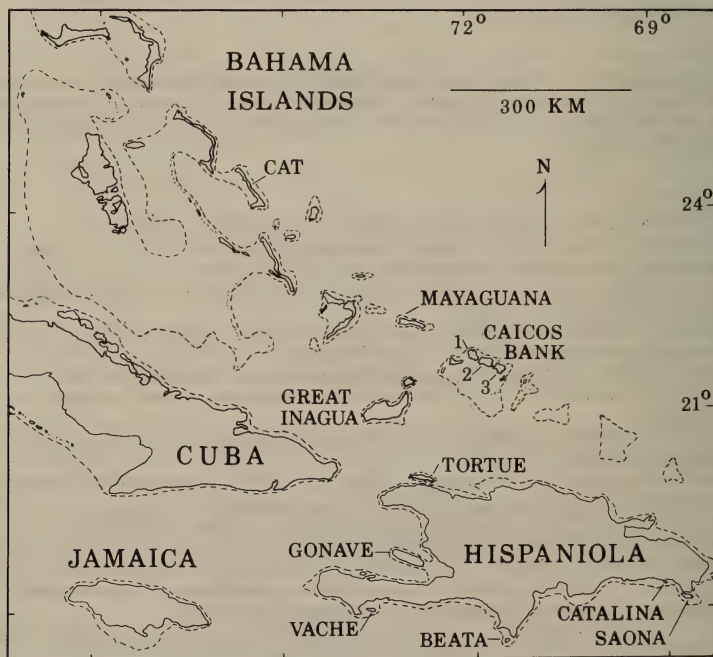 72° 69°
BAHAMA
ISLANDS
300 KM
CAT
N
24°
MAYAGUANA
1
CAICOS
BANK
2
3
GREAT
INAGUA
21°
CUBA
TORTUE
JAMAICA
GONAVE
HISPANIOLA
VACHE
CATALINA
BEATA
SAONA